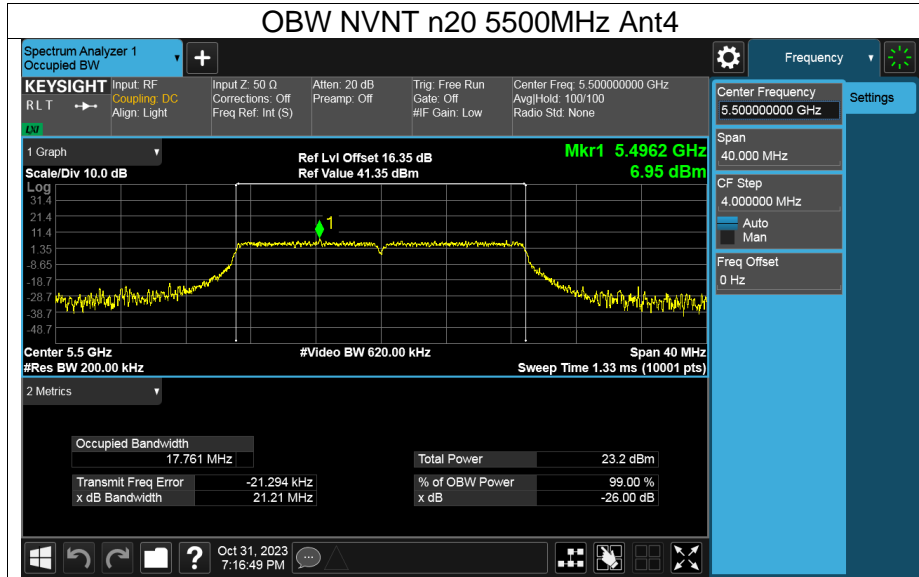 OBW NVNT n20 5500MHz Ant4
Spectrum Analyzer 1
Occupied BW
Frequency
KEYSIGHT
RLT
LXI
Input: RF
Coupling: DC
Align: Light
Input Z: 50 Ω
Corrections: Off
Freq Ref: Int (S)
Atten: 20 dB
Preamp: Off
Trig: Free Run
Gate: Off
#IF Gain: Low
Center Freq: 5.500000000 GHz
Avg|Hold: 100/100
Radio Std: None
Center Frequency
5.500000000 GHz
Settings
Span
40.000 MHz
CF Step
4.000000 MHz
Auto
Man
Freq Offset
0 Hz
1 Graph
Ref Lvl Offset 16.35 dB
Mkr1 5.4962 GHz
Scale/Div 10.0 dB
Ref Value 41.35 dBm
6.95 dBm
Log
31.4
21.4
11.4
1.35
-8.65
-18.7
-28.7
-38.7
-48.7
1
Center 5.5 GHz
#Video BW 620.00 kHz
Span 40 MHz
#Res BW 200.00 kHz
Sweep Time 1.33 ms (10001 pts)
2 Metrics
Occupied Bandwidth
17.761 MHz
Total Power 23.2 dBm
Transmit Freq Error -21.294 kHz
% of OBW Power 99.00 %
x dB Bandwidth 21.21 MHz
x dB -26.00 dB
?
Oct 31, 2023
7:16:49 PM